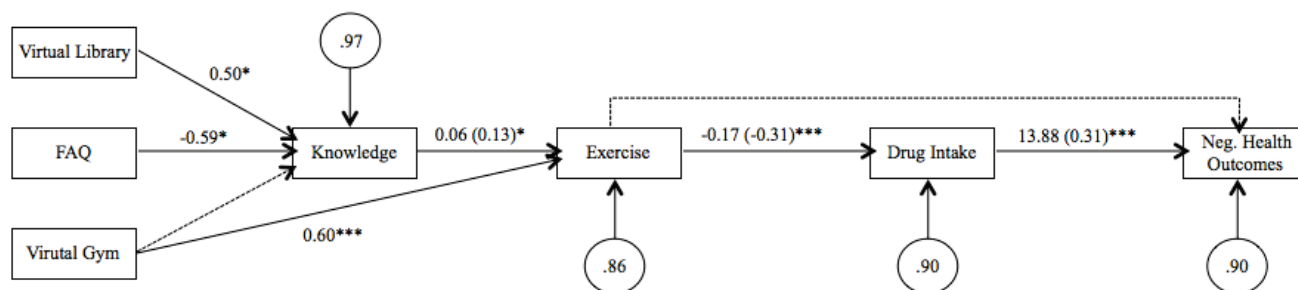 Virtual Library
.97
0.50*
FAQ
-0.59*
Knowledge
0.06 (0.13)*
Exercise
-0.17 (-0.31)***
Drug Intake
13.88 (0.31)***
Neg. Health
Outcomes
Virutal Gym
0.60***
.86
.90
.90